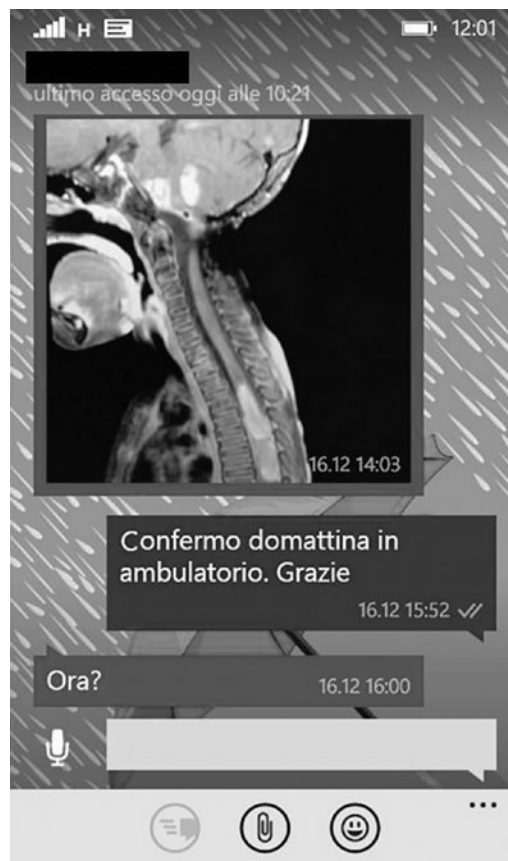 H 12:01
ultimo accesso oggi alle 10:21
16.12 14:03
Confermo domattina in
ambulatorio. Grazie
16.12 15:52
Ora?
16.12 16:00